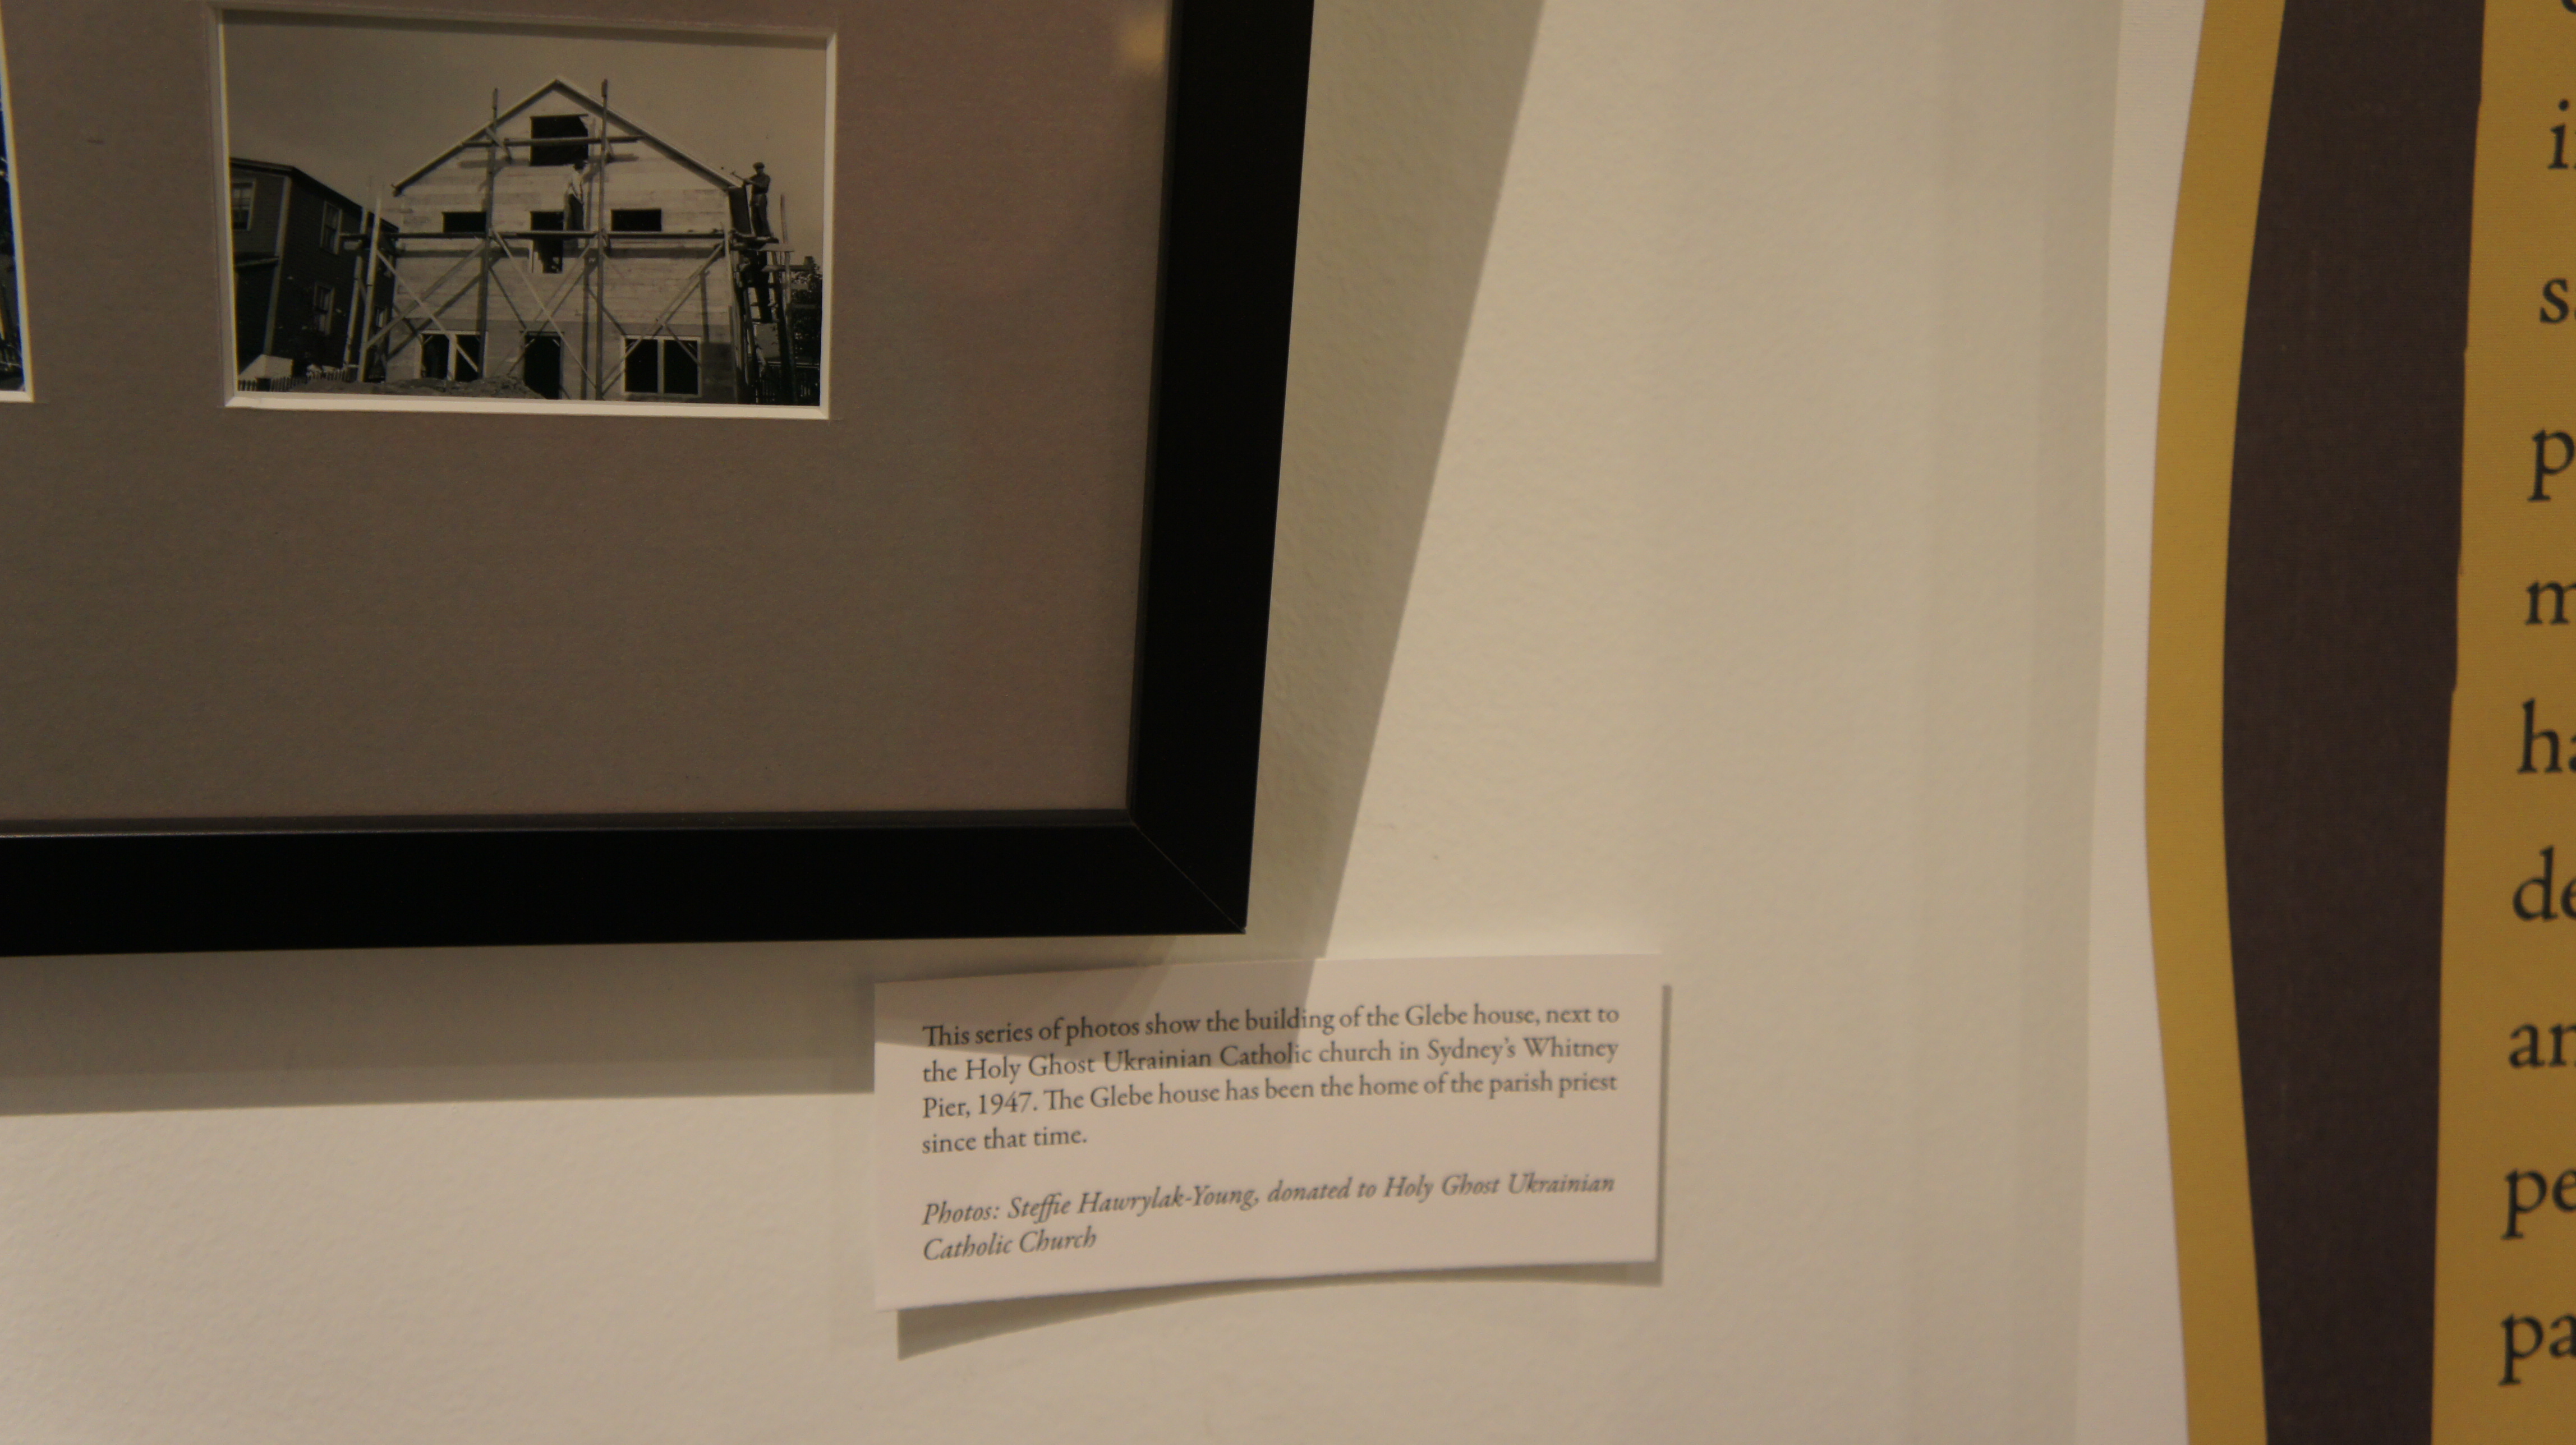 This series of photos show the building of the Glebe house, next to
the Holy Ghost Ukrainian Catholic church in Sydney's Whitney
Pier, 1947. The Glebe house has been the home of the parish priest
since that time.
Photos: Steffie Hawrylak-Young, donated to Holy Ghost Ukrainian
Catholic Church